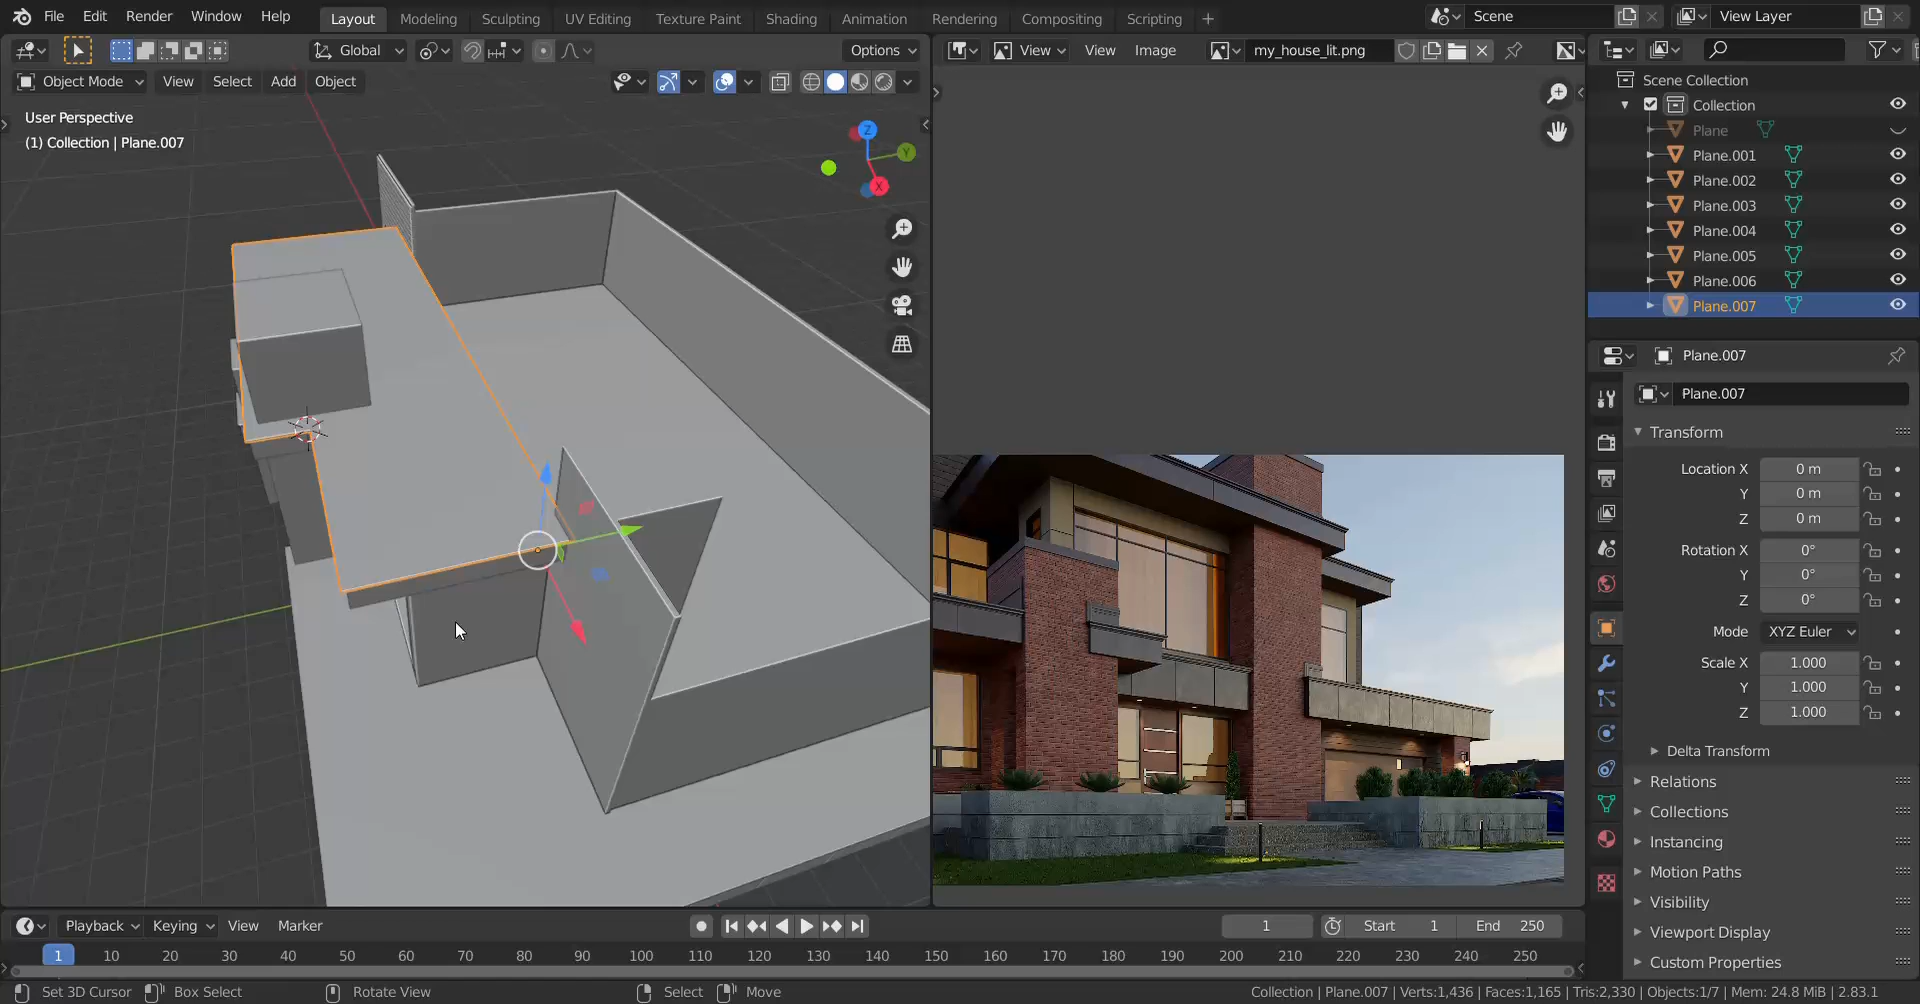 File Edit Render Window Help
Layout Modeling Sculpting UV Editing Texture Paint Shading Animation Rendering Compositing Scripting +
Scene
View Layer
Global
Options
View View Image my_house_lit.png
Object Mode View Select Add Object
User Perspective
(1) Collection | Plane.007
Z
Y
X
Scene Collection
Collection
Plane
Plane.001
Plane.002
Plane.003
Plane.004
Plane.005
Plane.006
Plane.007
Plane.007
Plane.007
Transform
Location X 0 m
Y 0 m
Z 0 m
Rotation X 0°
Y 0°
Z 0°
Mode XYZ Euler
Scale X 1.000
Y 1.000
Z 1.000
Delta Transform
Relations
Collections
Instancing
Motion Paths
Visibility
Viewport Display
Custom Properties
Playback Keying View Marker
1 Start 1 End 250
1 10 20 30 40 50 60 70 80 90 100 110 120 130 140 150 160 170 180 190 200 210 220 230 240 250
Set 3D Cursor Box Select Rotate View Select Move
Collection | Plane.007 | Verts:1,436 | Faces:1,165 | Tris:2,330 | Objects:1/7 | Mem: 24.8 MiB | 2.83.1